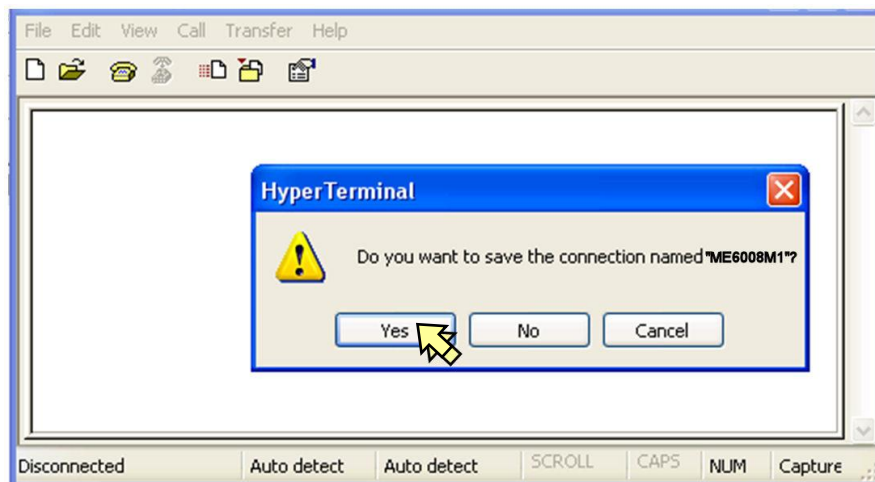 File Edit View Call Transfer Help
HyperTerminal
Do you want to save the connection named "ME6008M1"?
Yes No Cancel
Disconnected Auto detect Auto detect SCROLL CAPS NUM Capture